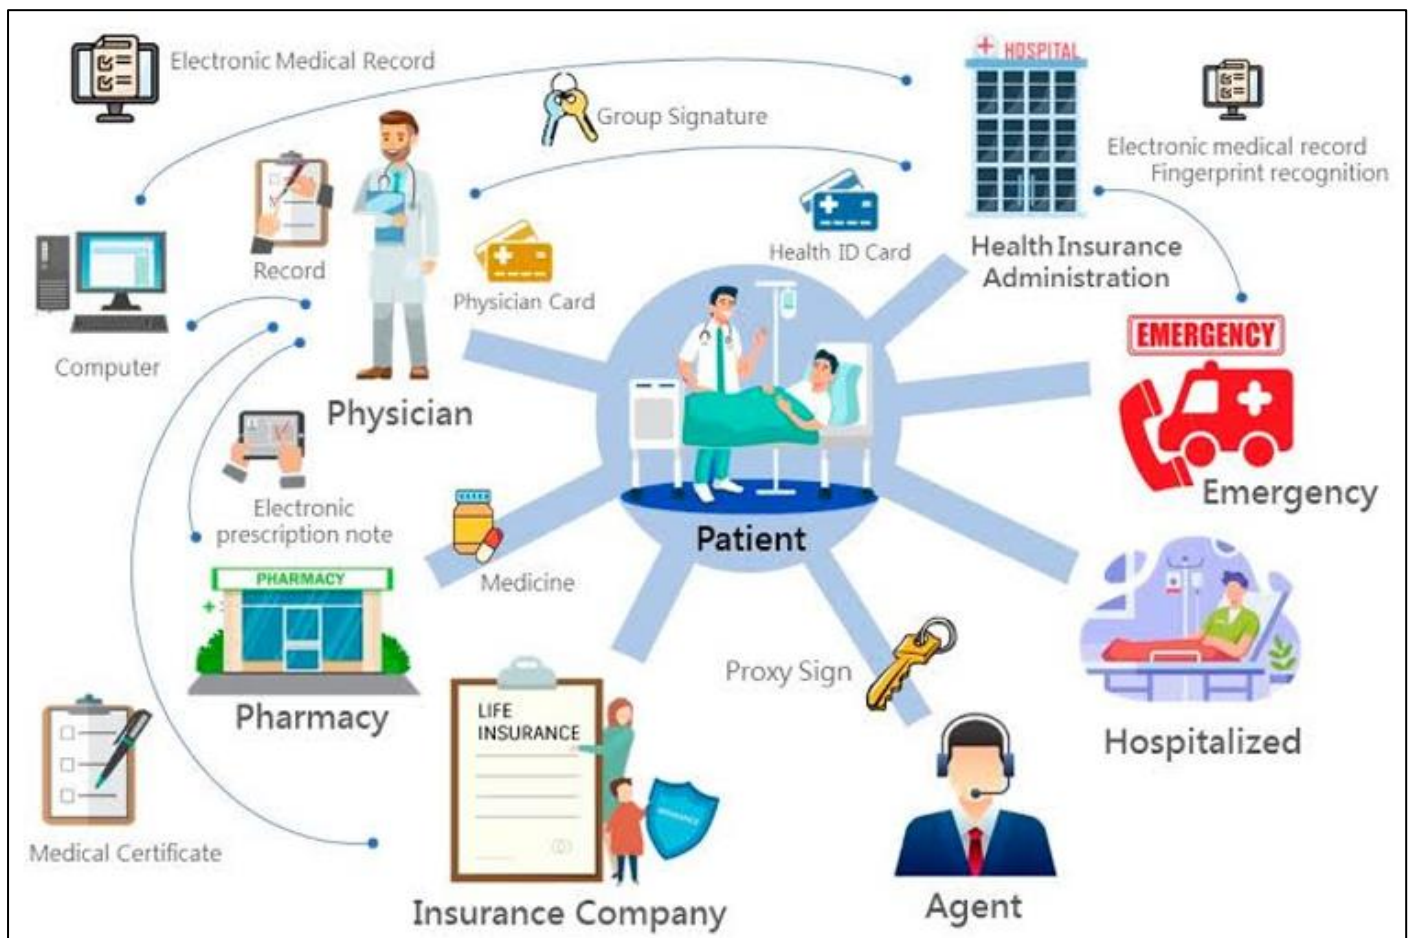 Electronic Medical Record
HOSPITAL
Group Signature
Electronic medical record
Fingerprint recognition
Record
Physician Card
Health ID Card
Health Insurance
Administration
Computer
Physician
EMERGENCY
Emergency
Electronic
prescription note
Patient
Medicine
PHARMACY
Pharmacy
Proxy Sign
Hospitalized
LIFE
INSURANCE
INSURANCE
Medical Certificate
Insurance Company
Agent